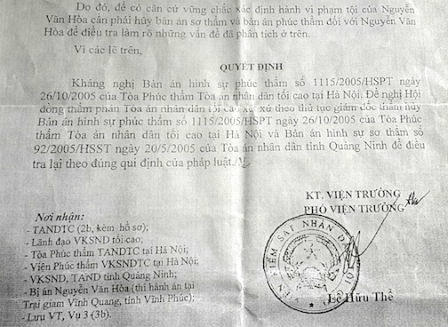 Do đó, để có căn cứ vững chắc xác định hành vi phạm tội của Nguyễn
Văn Hòa cần phải hủy bản án sơ thẩm và bản án phúc thẩm đối với Nguyễn Văn
Hòa để điều tra làm rõ những vấn đề đã phân tích ở trên.
Vì các lẽ trên,
QUYẾT ĐỊNH
Kháng nghị Bản án hình sự phúc thẩm số 1115/2005/HSPT ngày
26/10/2005 của Tòa Phúc thẩm Tòa án nhân dân tối cao tại Hà Nội. Đề nghị Hội
đồng thẩm phán Tòa án nhân dân tối cao xét xử theo thủ tục giám đốc thẩm hủy
Bản án hình sự phúc thẩm số 1115/2005/HSPT ngày 26/10/2005 của Tòa Phúc
thẩm Tòa án nhân dân tối cao tại Hà Nội và Bản án hình sự sơ thẩm số
92/2005/HSST ngày 20/5/2005 của Tòa án nhân dân tỉnh Quảng Ninh để điều
tra lại theo đúng qui định của pháp luật./.
KT. VIỆN TRƯỞNG
PHÓ VIỆN TRƯỞNG
Nơi nhận:
- TANDTC (2b, kèm hồ sơ);
- Lãnh đạo VKSND tối cao;
- Tòa Phúc thẩm TANDTC tại Hà Nội;
- Viện Phúc thẩm VKSNDTC tại Hà Nội;
- VKSND, TAND tỉnh Quảng Ninh;
- Bị án Nguyễn Văn Hòa (thi hành án tại
Trại giam Vĩnh Quang, tỉnh Vĩnh Phúc);
- Lưu VT, Vụ 3 (3b).
VIỆN KIỂM SÁT NHÂN DÂN
Lê Hữu Thể